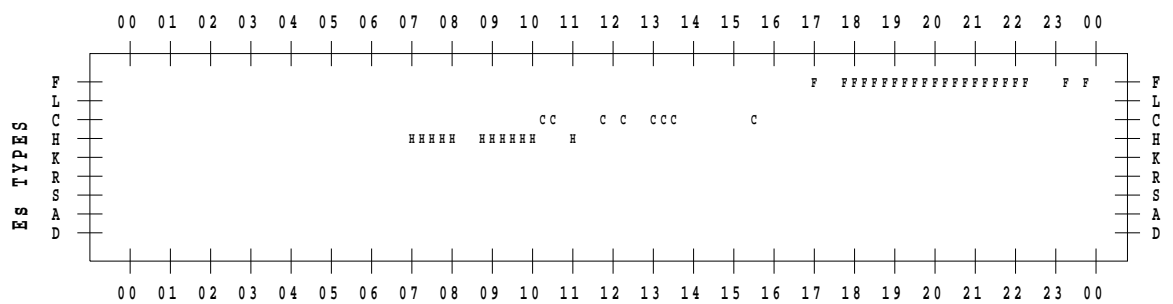 00 01 02 03 04 05 06 07 08 09 10 11 12 13 14 15 16 17 18 19 20 21 22 23 00
F F FFFFFFFFFFFFFFFFFFF F F F
L L
C CC C C CCC C C
H HHHHH HHHHHH H H
K K
R R
S S
A A
D D
Es TYPES
00 01 02 03 04 05 06 07 08 09 10 11 12 13 14 15 16 17 18 19 20 21 22 23 00